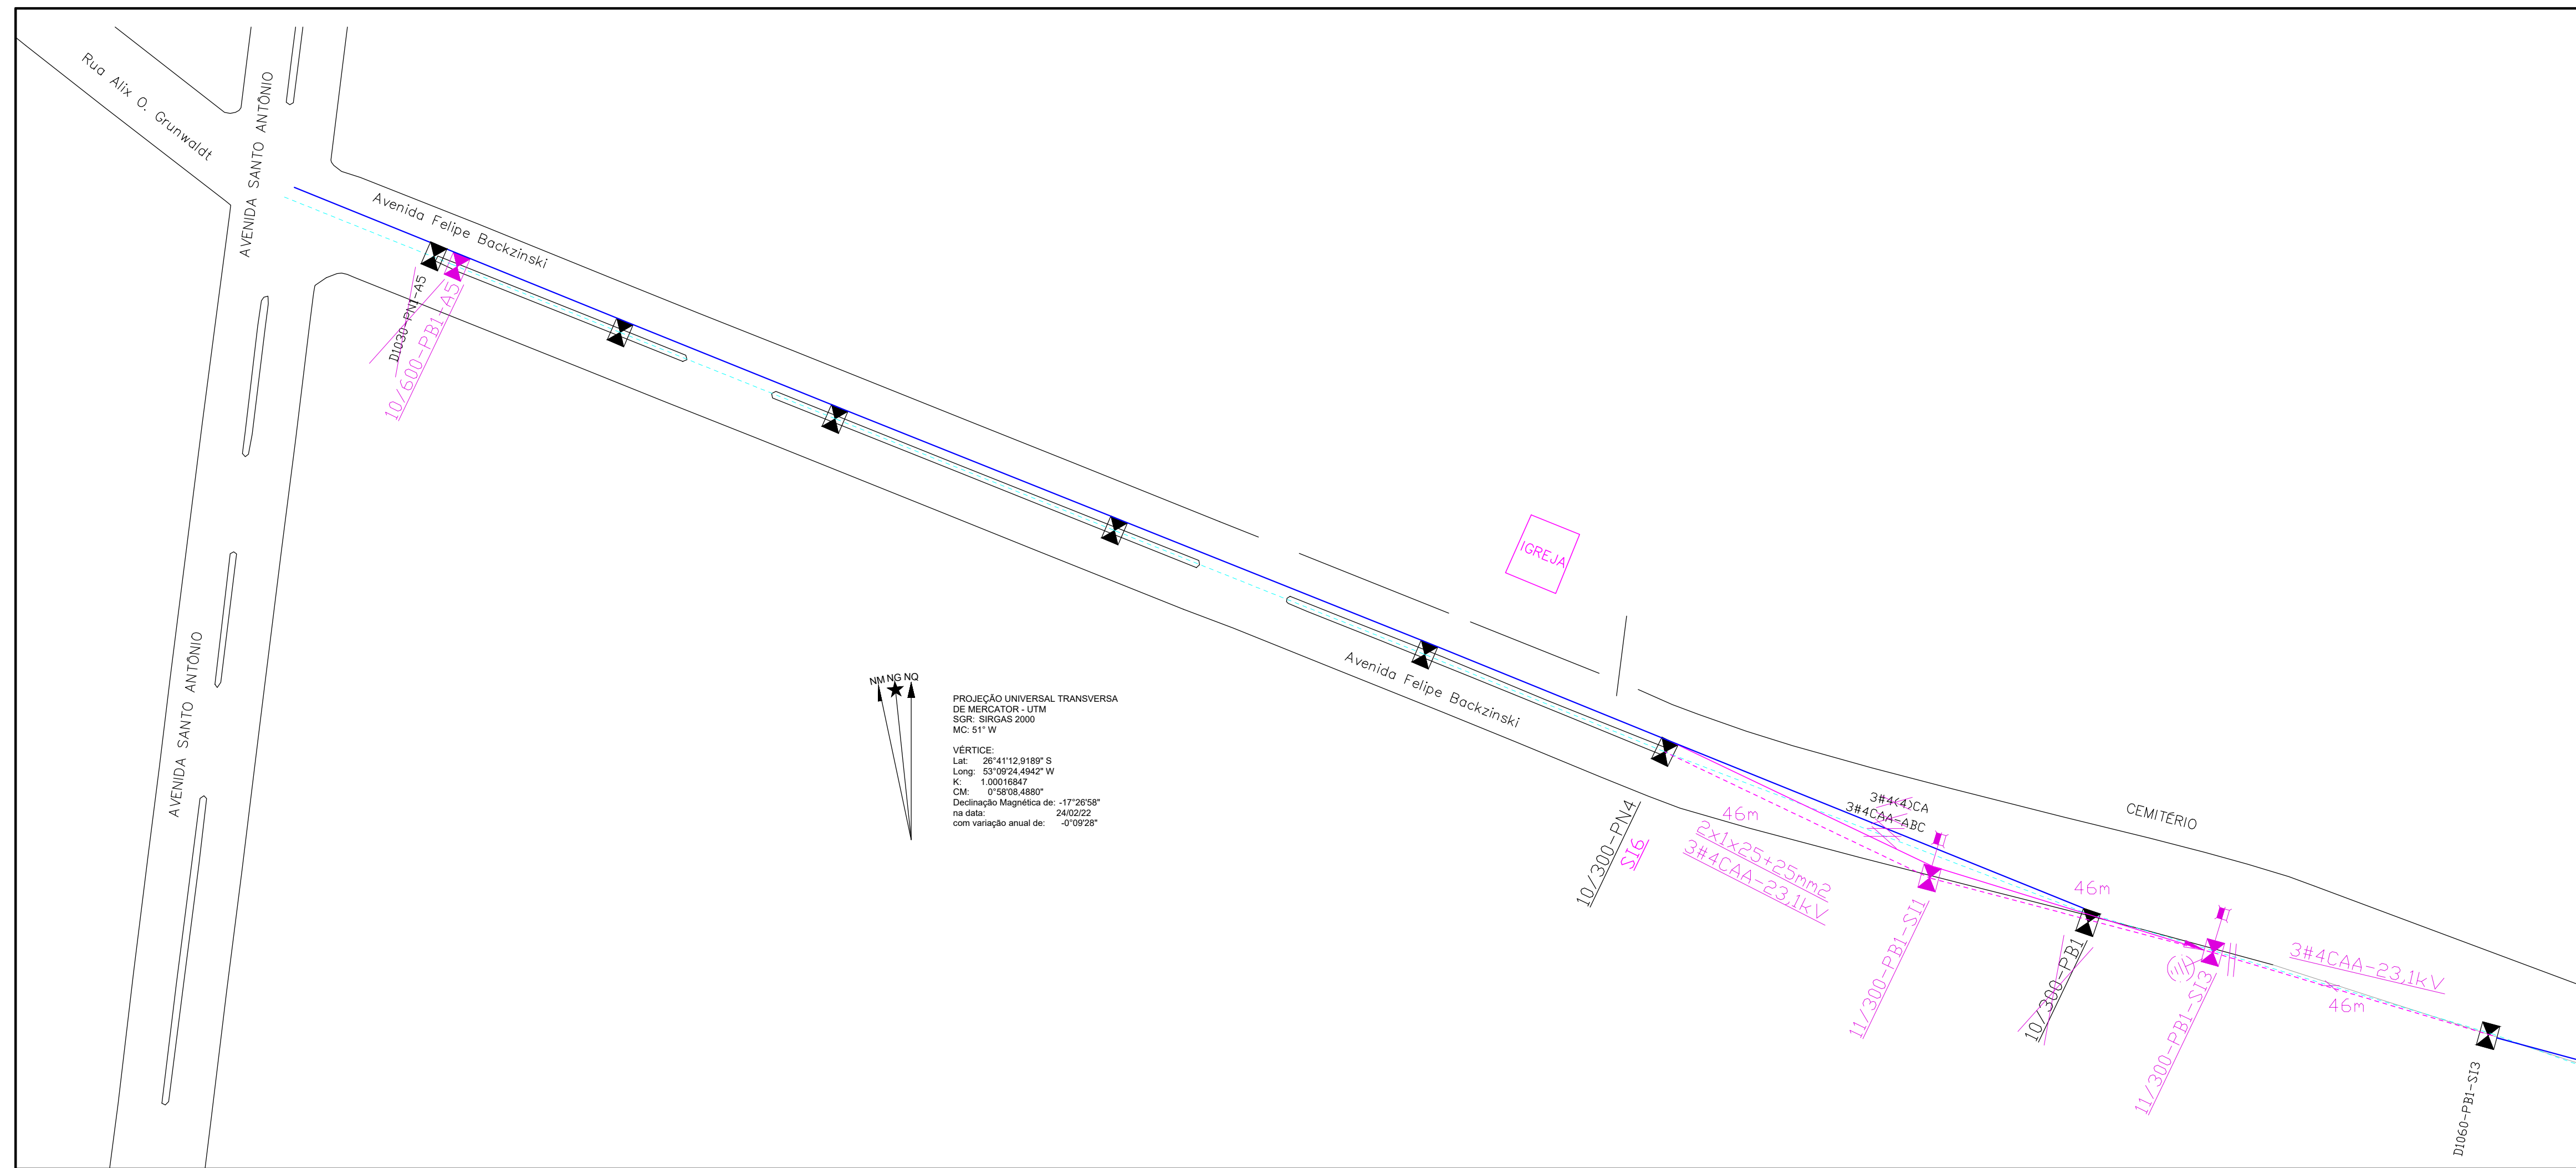 Rua Alix O. Grunwaldt
AVENIDA SANTO ANTÔNIO
Avenida Felipe Backzinski
D1030-PN1-A5
10/600-PB1-A5
IGREJA
AVENIDA SANTO ANTÔNIO
Avenida Felipe Backzinski
NM NG NQ
PROJEÇÃO UNIVERSAL TRANSVERSA
DE MERCATOR - UTM
SGR: SIRGAS 2000
MC: 51° W
VÉRTICE:
Lat: 26°41'12,9189" S
Long: 53°09'24,4942" W
K: 1.00016847
CM: 0°58'08,4880"
Declinação Magnética de: -17°26'58"
na data: 24/02/22
com variação anual de: -0°09'28"
10/300-PN4
SI6
46m
2x1x25+25mm2
3#4CAA-23,1kV
3#4(4)CA
3#4CAA-ABC
CEMITÉRIO
11/300-PB1-SI1
46m
10/300-PB1
11/300-PB1-SI3
3#4CAA-23,1kV
46m
D1060-PB1-SI3